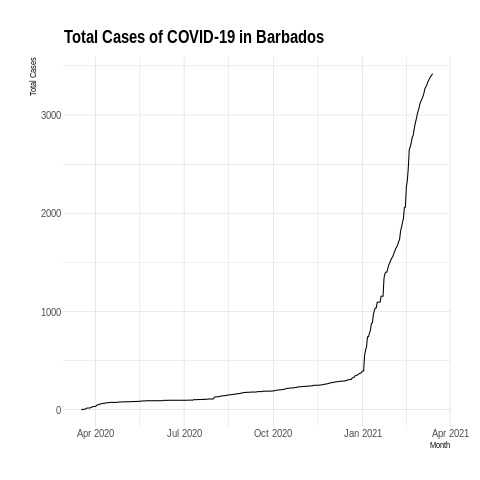 Total Cases of COVID-19 in Barbados
Total Cases
3000
2000
1000
0
Apr 2020 Jul 2020 Oct 2020 Jan 2021 Apr 2021
Month